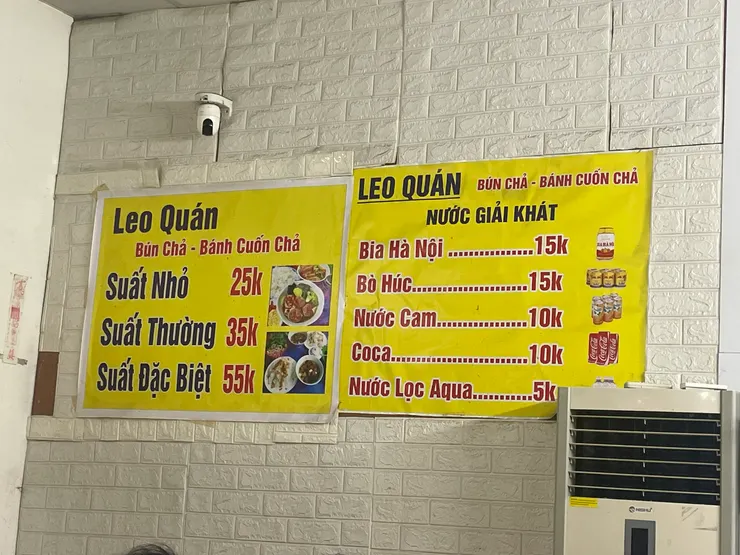 Leo Quán
Bún Chả - Bánh Cuốn Chả
Suất Nhỏ 25k
Suất Thường 35k
Suất Đặc Biệt 55k
LEO QUÁN BÚN CHẢ - BÁNH CUỐN CHẢ
NƯỚC GIẢI KHÁT
Bia Hà Nội ..............15k
Bò Húc..................15k
Nước Cam...............10k
Coca.......................10k
Nước Lọc Aqua...........5k